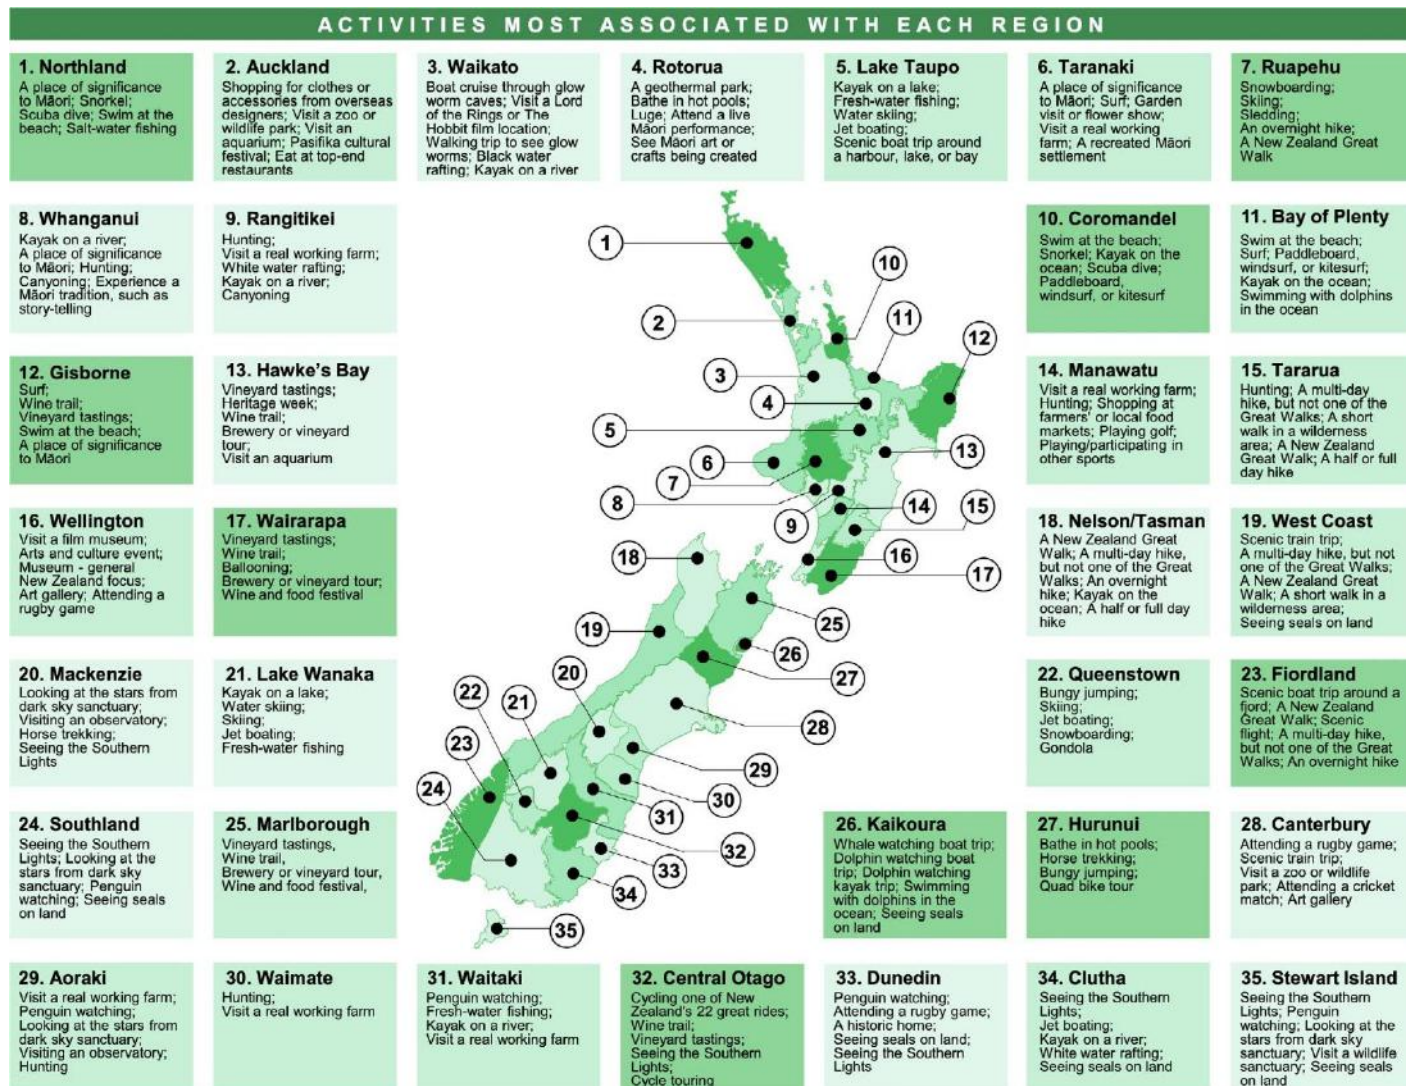 ACTIVITIES MOST ASSOCIATED WITH EACH REGION
1. Northland
A place of significance
to Māori; Snorkel;
Scuba dive; Swim at the
beach; Salt-water fishing
2. Auckland
Shopping for clothes or
accessories from overseas
designers; Visit a zoo or
wildlife park; Visit an
aquarium; Pasifika cultural
festival; Eat at top-end
restaurants
3. Waikato
Boat cruise through glow
worm caves; Visit a Lord
of the Rings or The
Hobbit film location;
Walking trip to see glow
worms; Black water
rafting; Kayak on a river
4. Rotorua
A geothermal park;
Bathe in hot pools;
Luge; Attend a live
Māori performance;
See Māori art or
crafts being created
5. Lake Taupo
Kayak on a lake;
Fresh-water fishing;
Water skiing;
Jet boating;
Scenic boat trip around
a harbour, lake, or bay
6. Taranaki
A place of significance
to Māori; Surf; Garden
visit or flower show;
Visit a real working
farm; A recreated Māori
settlement
7. Ruapehu
Snowboarding;
Skiing;
Sledding;
An overnight hike;
A New Zealand Great
Walk
8. Whanganui
Kayak on a river;
A place of significance
to Māori; Hunting;
Canyoning; Experience a
Māori tradition, such as
story-telling
9. Rangitikei
Hunting;
Visit a real working farm;
White water rafting;
Kayak on a river;
Canyoning
10. Coromandel
Swim at the beach;
Snorkel; Kayak on the
ocean; Scuba dive;
Paddleboard,
windsurf, or kitesurf
11. Bay of Plenty
Swim at the beach;
Surf; Paddleboard,
windsurf, or kitesurf;
Kayak on the ocean;
Swimming with dolphins
in the ocean
12. Gisborne
Surf;
Wine trail;
Vineyard tastings;
Swim at the beach;
A place of significance
to Māori
13. Hawke's Bay
Vineyard tastings;
Heritage week;
Wine trail;
Brewery or vineyard
tour;
Visit an aquarium
14. Manawatu
Visit a real working farm;
Hunting; Shopping at
farmers' or local food
markets; Playing golf;
Playing/participating in
other sports
15. Tararua
Hunting; A multi-day
hike, but not one of the
Great Walks; A short
walk in a wilderness
area; A New Zealand
Great Walk; A half or full
day hike
16. Wellington
Visit a film museum;
Arts and culture event;
Museum - general
New Zealand focus;
Art gallery; Attending a
rugby game
17. Wairarapa
Vineyard tastings;
Wine trail;
Ballooning;
Brewery or vineyard tour;
Wine and food festival
18. Nelson/Tasman
A New Zealand Great
Walk; A multi-day hike,
but not one of the Great
Walks; An overnight
hike; Kayak on the
ocean; A half or full day
hike
19. West Coast
Scenic train trip;
A multi-day hike, but not
one of the Great Walks;
A New Zealand Great
Walk; A short walk in a
wilderness area;
Seeing seals on land
20. Mackenzie
Looking at the stars from
dark sky sanctuary;
Visiting an observatory;
Horse trekking;
Seeing the Southern
Lights
21. Lake Wanaka
Kayak on a lake;
Water skiing;
Skiing;
Jet boating;
Fresh-water fishing
22. Queenstown
Bungy jumping;
Skiing;
Jet boating;
Snowboarding;
Gondola
23. Fiordland
Scenic boat trip around a
fjord; A New Zealand
Great Walk; Scenic
flight; A multi-day hike,
but not one of the Great
Walks; An overnight hike
24. Southland
Seeing the Southern
Lights; Looking at the
stars from dark sky
sanctuary; Penguin
watching; Seeing seals
on land
25. Marlborough
Vineyard tastings,
Wine trail,
Brewery or vineyard tour,
Wine and food festival,
26. Kaikoura
Whale watching boat trip;
Dolphin watching boat
trip; Dolphin watching
kayak trip; Swimming
with dolphins in the
ocean; Seeing seals
on land
27. Hurunui
Bathe in hot pools;
Horse trekking;
Bungy jumping;
Quad bike tour
28. Canterbury
Attending a rugby game;
Scenic train trip;
Visit a zoo or wildlife
park; Attending a cricket
match; Art gallery
29. Aoraki
Visit a real working farm;
Penguin watching;
Looking at the stars from
dark sky sanctuary;
Visiting an observatory;
Hunting
30. Waimate
Hunting;
Visit a real working farm
31. Waitaki
Penguin watching;
Fresh-water fishing;
Kayak on a river;
Visit a real working farm
32. Central Otago
Cycling one of New
Zealand's 22 great rides;
Wine trail;
Vineyard tastings;
Seeing the Southern
Lights;
Cycle touring
33. Dunedin
Penguin watching;
Attending a rugby game;
A historic home;
Seeing seals on land;
Seeing the Southern
Lights
34. Clutha
Seeing the Southern
Lights;
Jet boating;
Kayak on a river;
White water rafting;
Seeing seals on land
35. Stewart Island
Seeing the Southern
Lights; Penguin
watching; Looking at the
stars from dark sky
sanctuary; Visit a wildlife
sanctuary; Seeing seals
on land
1
10
2
11
12
3
4
5
6
13
7
8
9
14
15
18
16
17
25
19
26
20
27
22
21
28
23
29
24
30
31
32
33
34
35